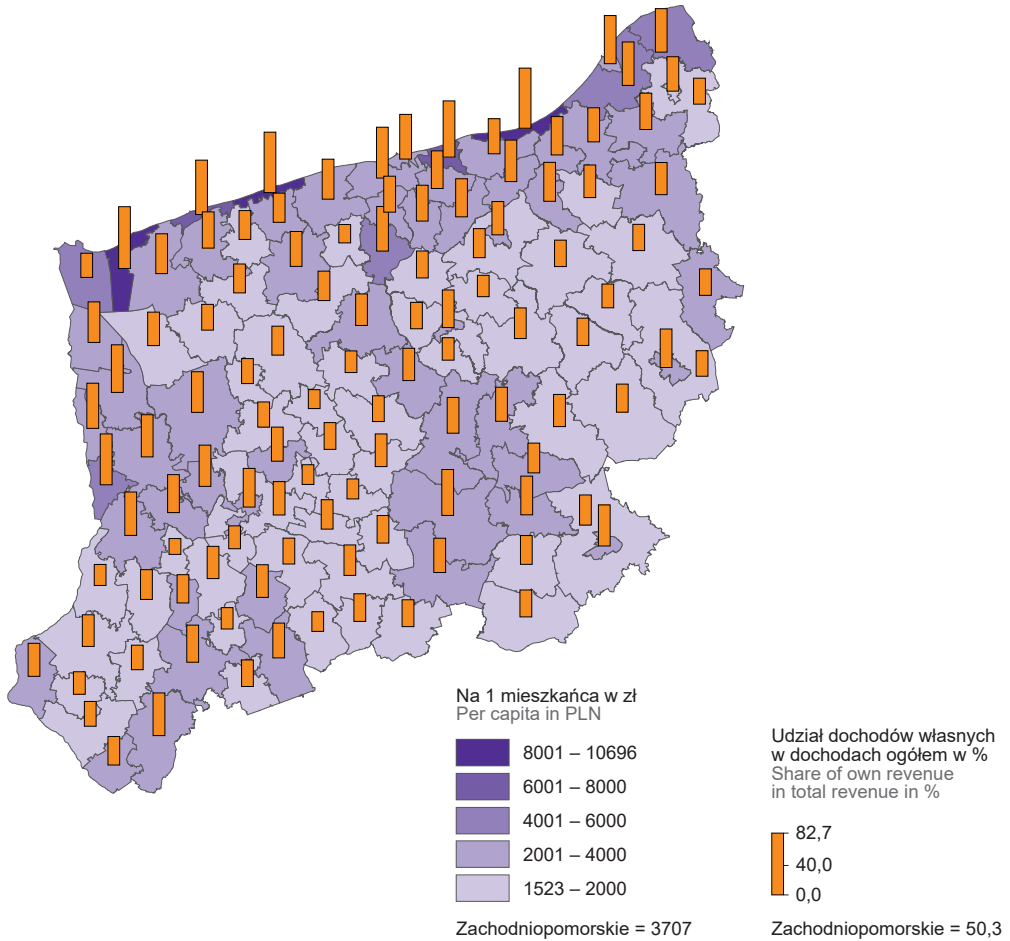 Na 1 mieszkańca w zł
Per capita in PLN
8001 – 10696
6001 – 8000
4001 – 6000
2001 – 4000
1523 – 2000
Zachodniopomorskie = 3707
Udział dochodów własnych
w dochodach ogółem w %
Share of own revenue
in total revenue in %
82,7
40,0
0,0
Zachodniopomorskie = 50,3